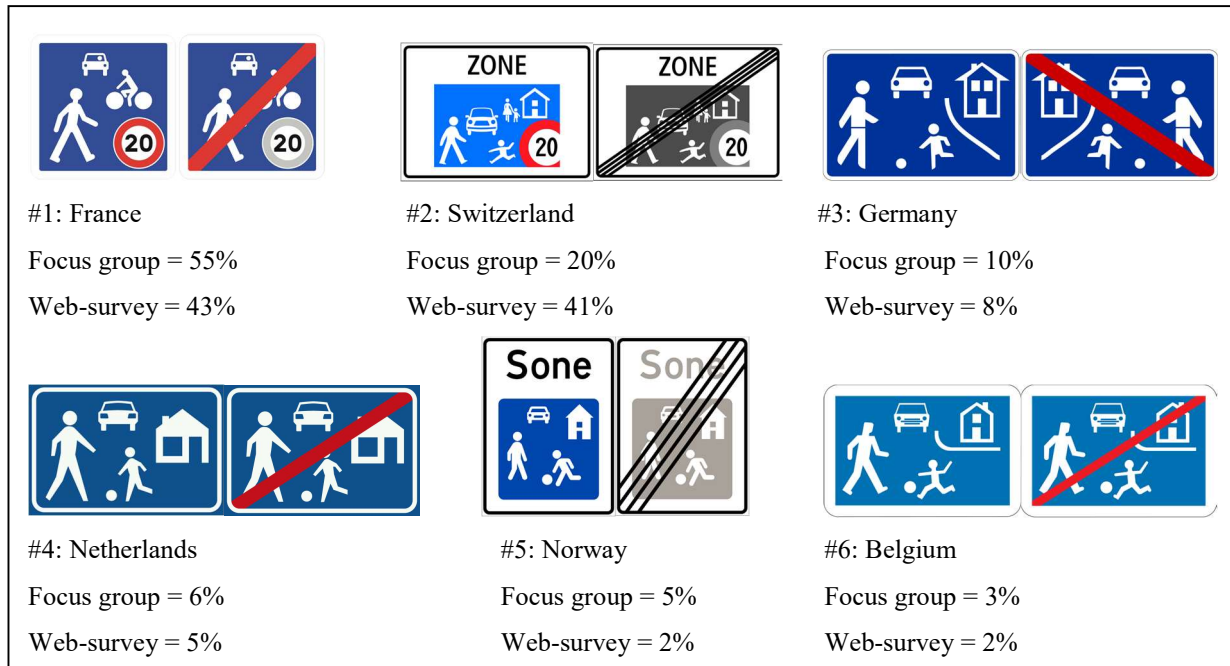 20 20
ZONE ZONE
20 20
#1: France
Focus group = 55%
Web-survey = 43%
#2: Switzerland
Focus group = 20%
Web-survey = 41%
#3: Germany
Focus group = 10%
Web-survey = 8%
Sone Sone
#4: Netherlands
Focus group = 6%
Web-survey = 5%
#5: Norway
Focus group = 5%
Web-survey = 2%
#6: Belgium
Focus group = 3%
Web-survey = 2%